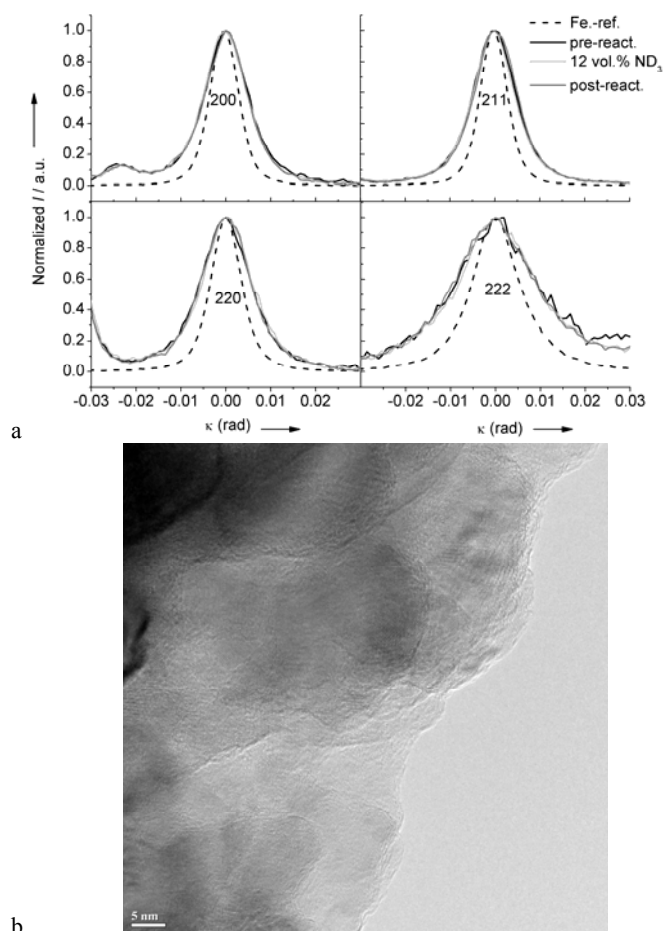 Fe.-ref.
pre-react.
12 vol.% ND3
post-react.
Normalized I / a.u.
1.0
0.8
0.6
0.4
0.2
0.0
200
211
1.0
0.8
0.6
0.4
0.2
0.0
220
222
-0.03 -0.02 -0.01 0.00 0.01 0.02
-0.02 -0.01 0.00 0.01 0.02 0.03
κ (rad)
κ (rad)
a
5 nm
b